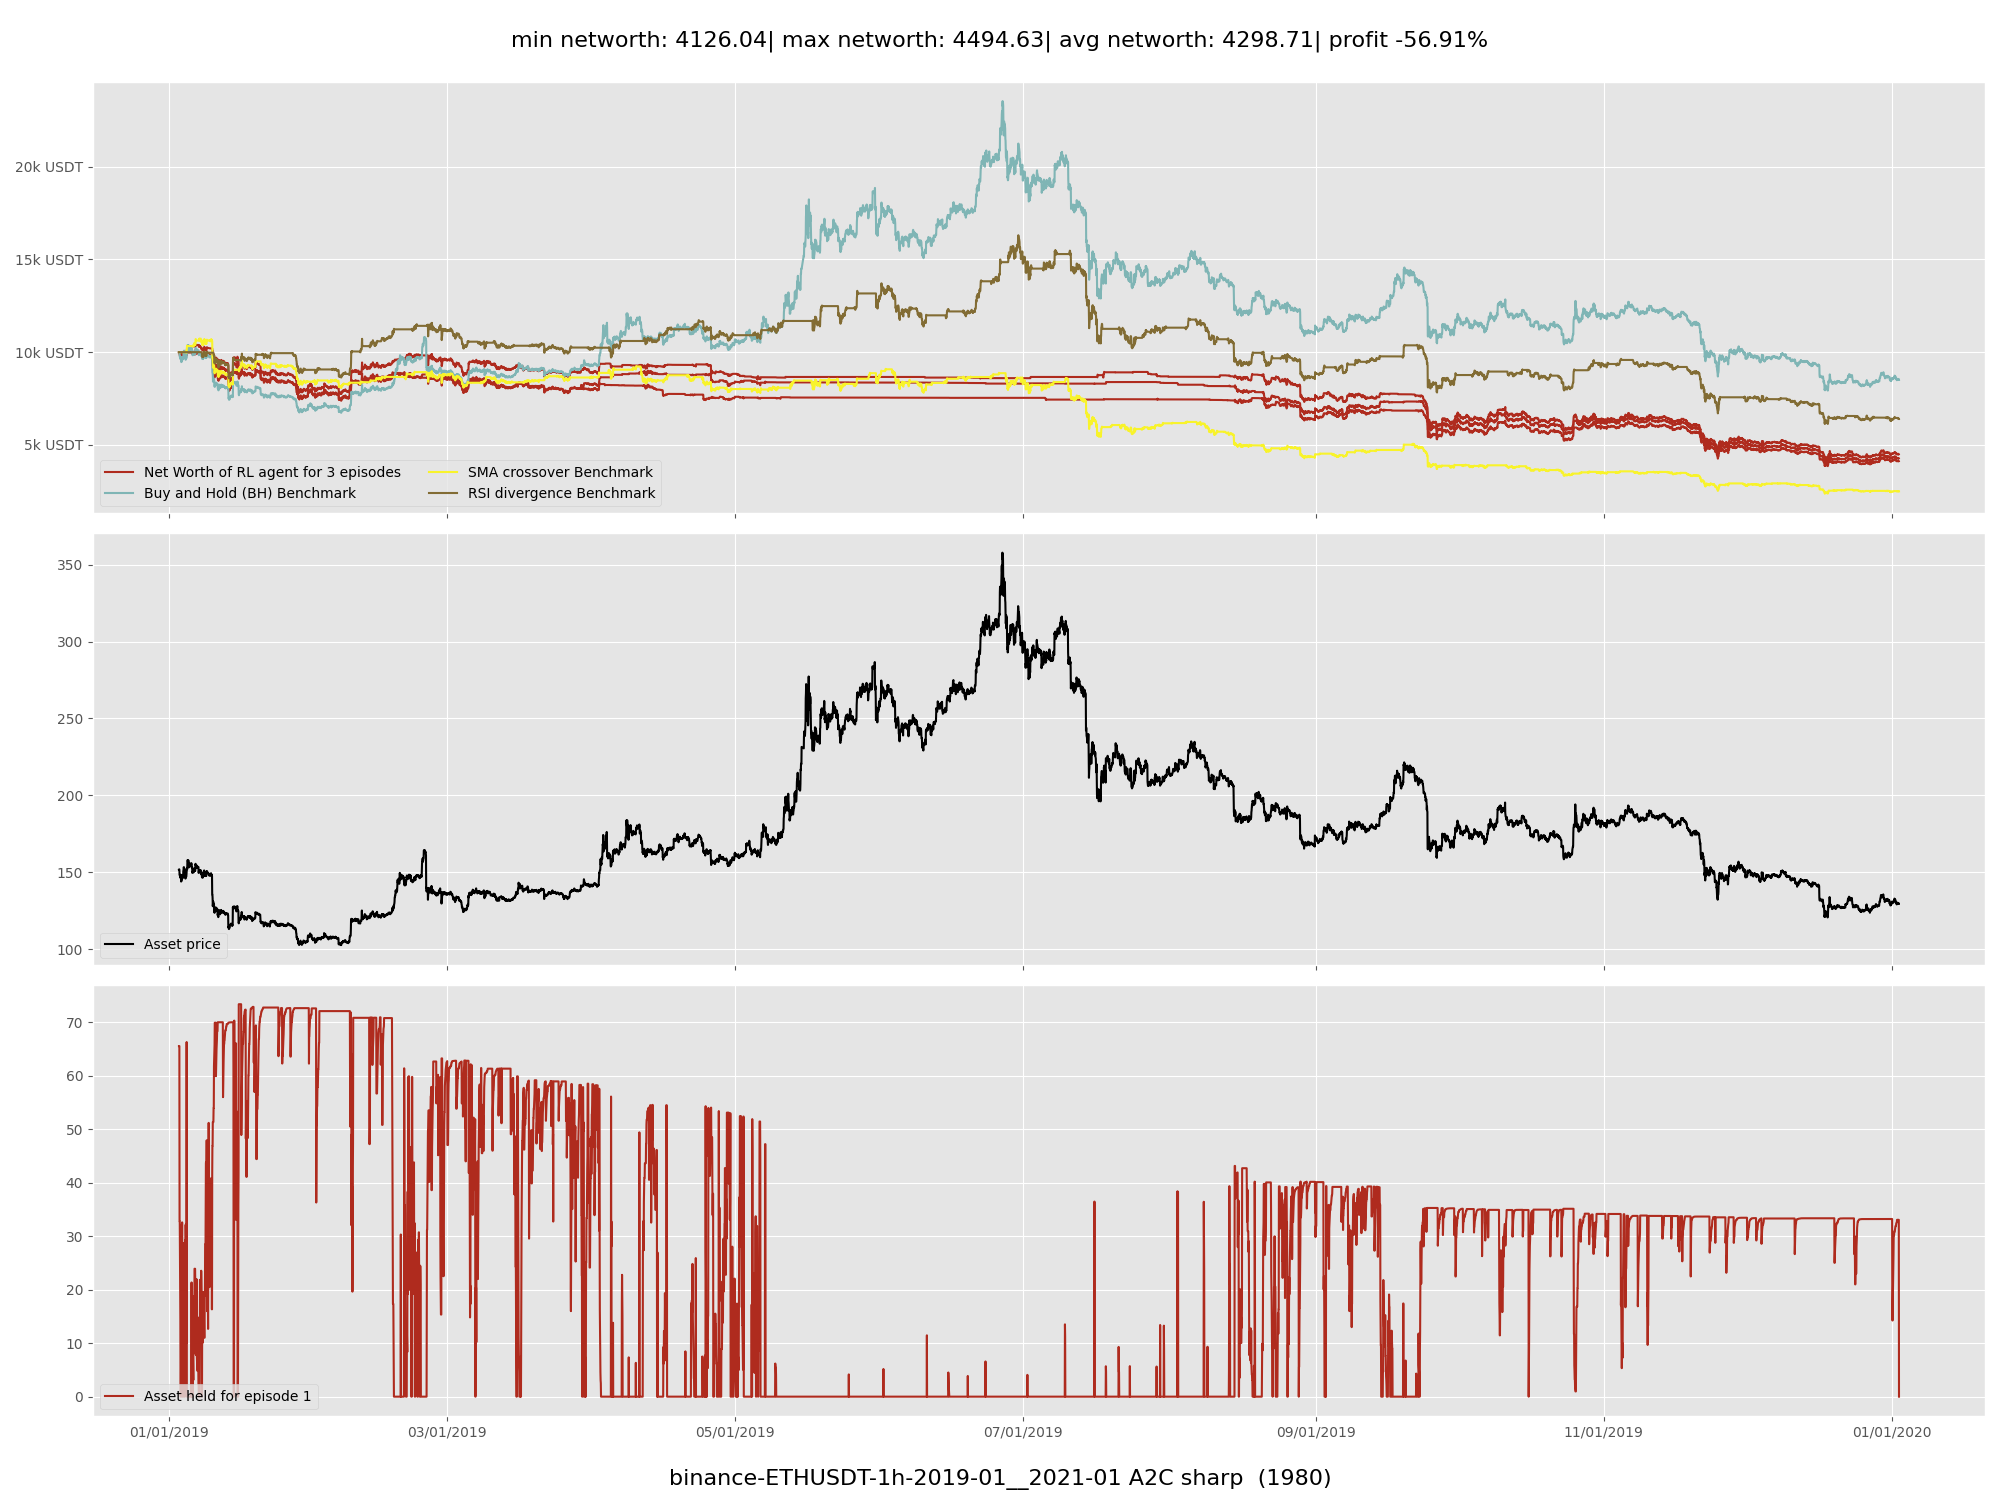 min networth: 4126.04| max networth: 4494.63| avg networth: 4298.71| profit -56.91%
20k USDT
15k USDT
10k USDT
5k USDT
Net Worth of RL agent for 3 episodes
Buy and Hold (BH) Benchmark
SMA crossover Benchmark
RSI divergence Benchmark
350
300
250
200
150
100
Asset price
70
60
50
40
30
20
10
0
Asset held for episode 1
01/01/2019 03/01/2019 05/01/2019 07/01/2019 09/01/2019 11/01/2019 01/01/2020
binance-ETHUSDT-1h-2019-01__2021-01 A2C sharp (1980)